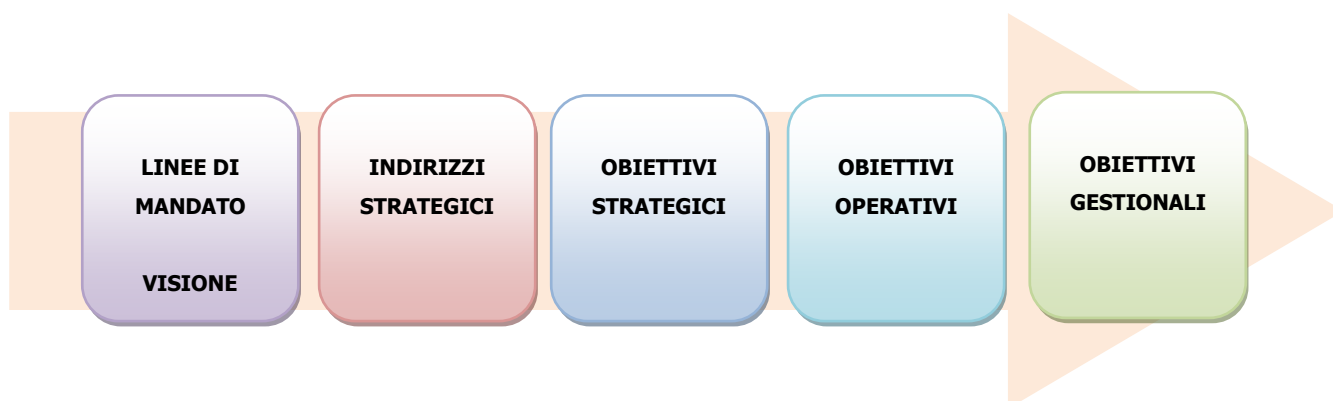 LINEE DI
MANDATO
VISIONE
INDIRIZZI
STRATEGICI
OBIETTIVI
STRATEGICI
OBIETTIVI
OPERATIVI
OBIETTIVI
GESTIONALI